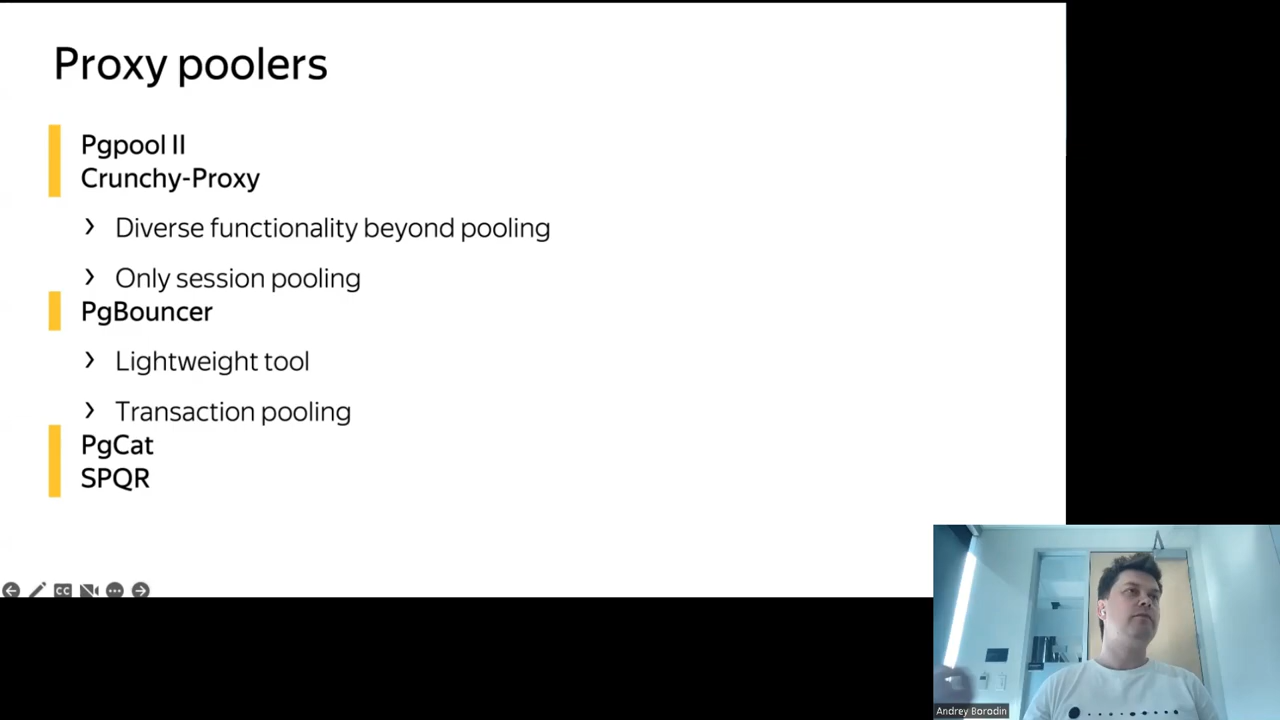 Proxy poolers
Pgpool II
Crunchy-Proxy
› Diverse functionality beyond pooling
› Only session pooling
PgBouncer
› Lightweight tool
› Transaction pooling
PgCat
SPQR
CC
Andrey Borodin